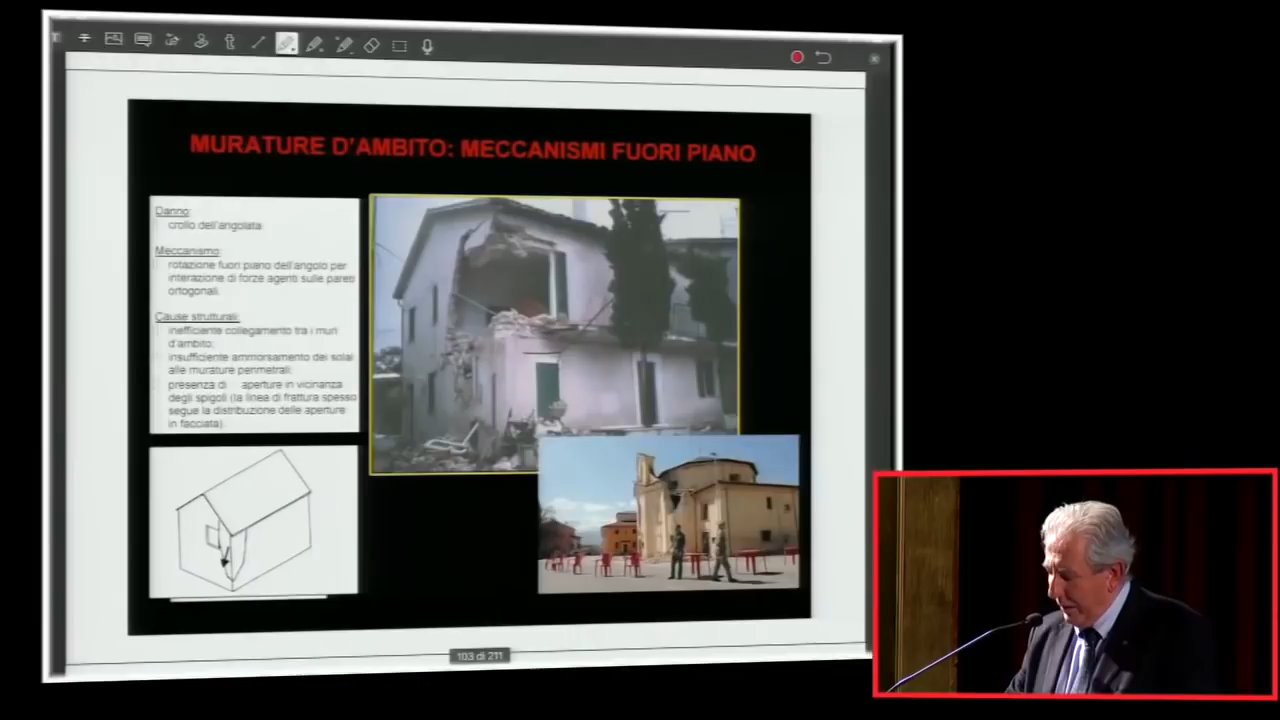 MURATURE D'AMBITO: MECCANISMI FUORI PIANO
Danno:
crollo dell'angolata
Meccanismo:
rotazione fuori piano dell'angolo per
interazione di forze agenti sulle pareti
ortogonali.
Cause strutturali:
inefficiente collegamento tra i muri
d'ambito;
insufficiente ammorsamento dei solai
alle murature perimetrali
presenza di aperture in vicinanza
degli spigoli (la linea di frattura spesso
segue la distribuzione delle aperture
in facciata).
103 di 211